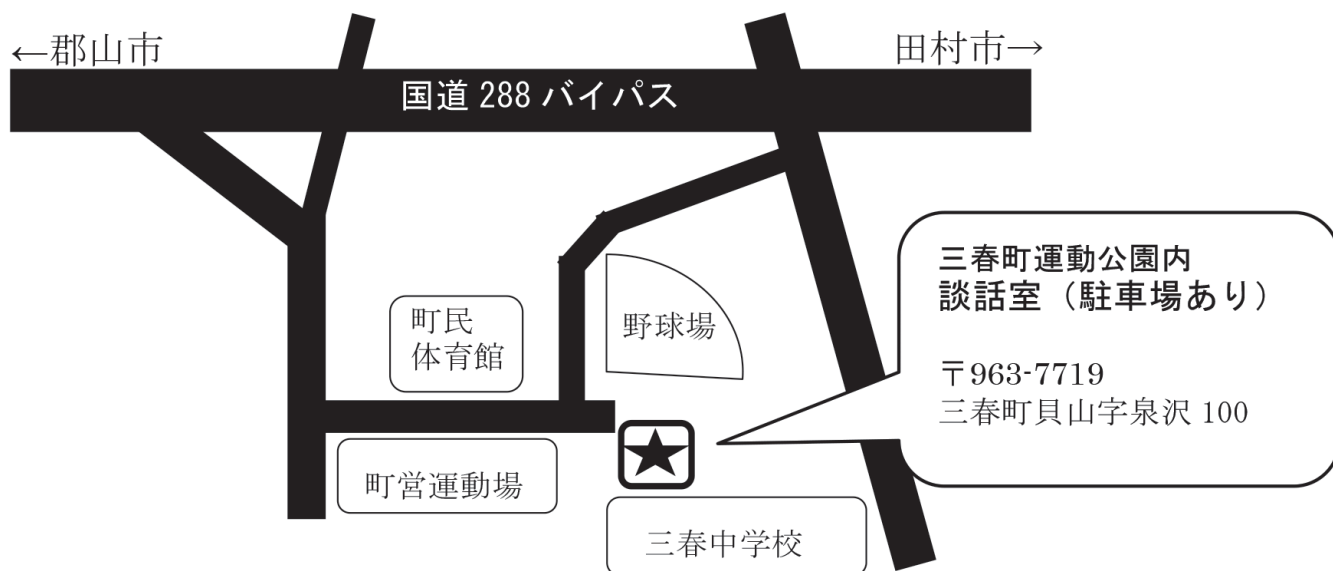 ←郡山市
田村市→
国道 288 バイパス
三春町運動公園内
談話室（駐車場あり）
〒963-7719
三春町貝山字泉沢 100
町民
体育館
野球場
町営運動場
三春中学校